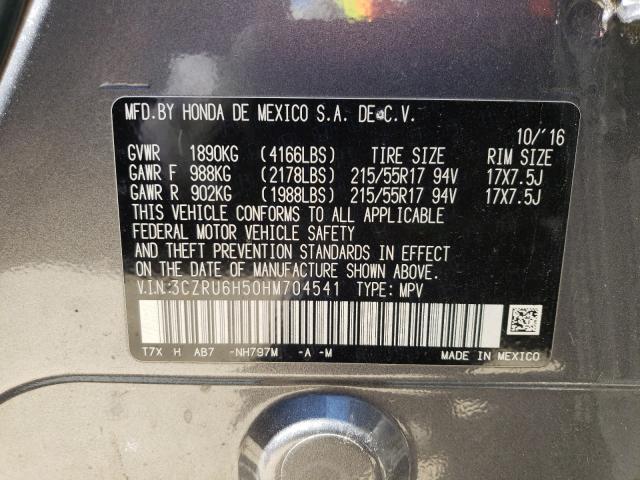 MFD.BY HONDA DE MEXICO S.A. DE C.V.
10/'16
GVWR 1890KG (4166LBS) TIRE SIZE RIM SIZE
GAWR F 988KG (2178LBS) 215/55R17 94V 17X7.5J
GAWR R 902KG (1988LBS) 215/55R17 94V 17X7.5J
THIS VEHICLE CONFORMS TO ALL APPLICABLE
FEDERAL MOTOR VEHICLE SAFETY
AND THEFT PREVENTION STANDARDS IN EFFECT
ON THE DATE OF MANUFACTURE SHOWN ABOVE.
V.I.N:3CZRU6H50HM704541 TYPE: MPV
T7X H AB7 -NH797M -A -M MADE IN MEXICO